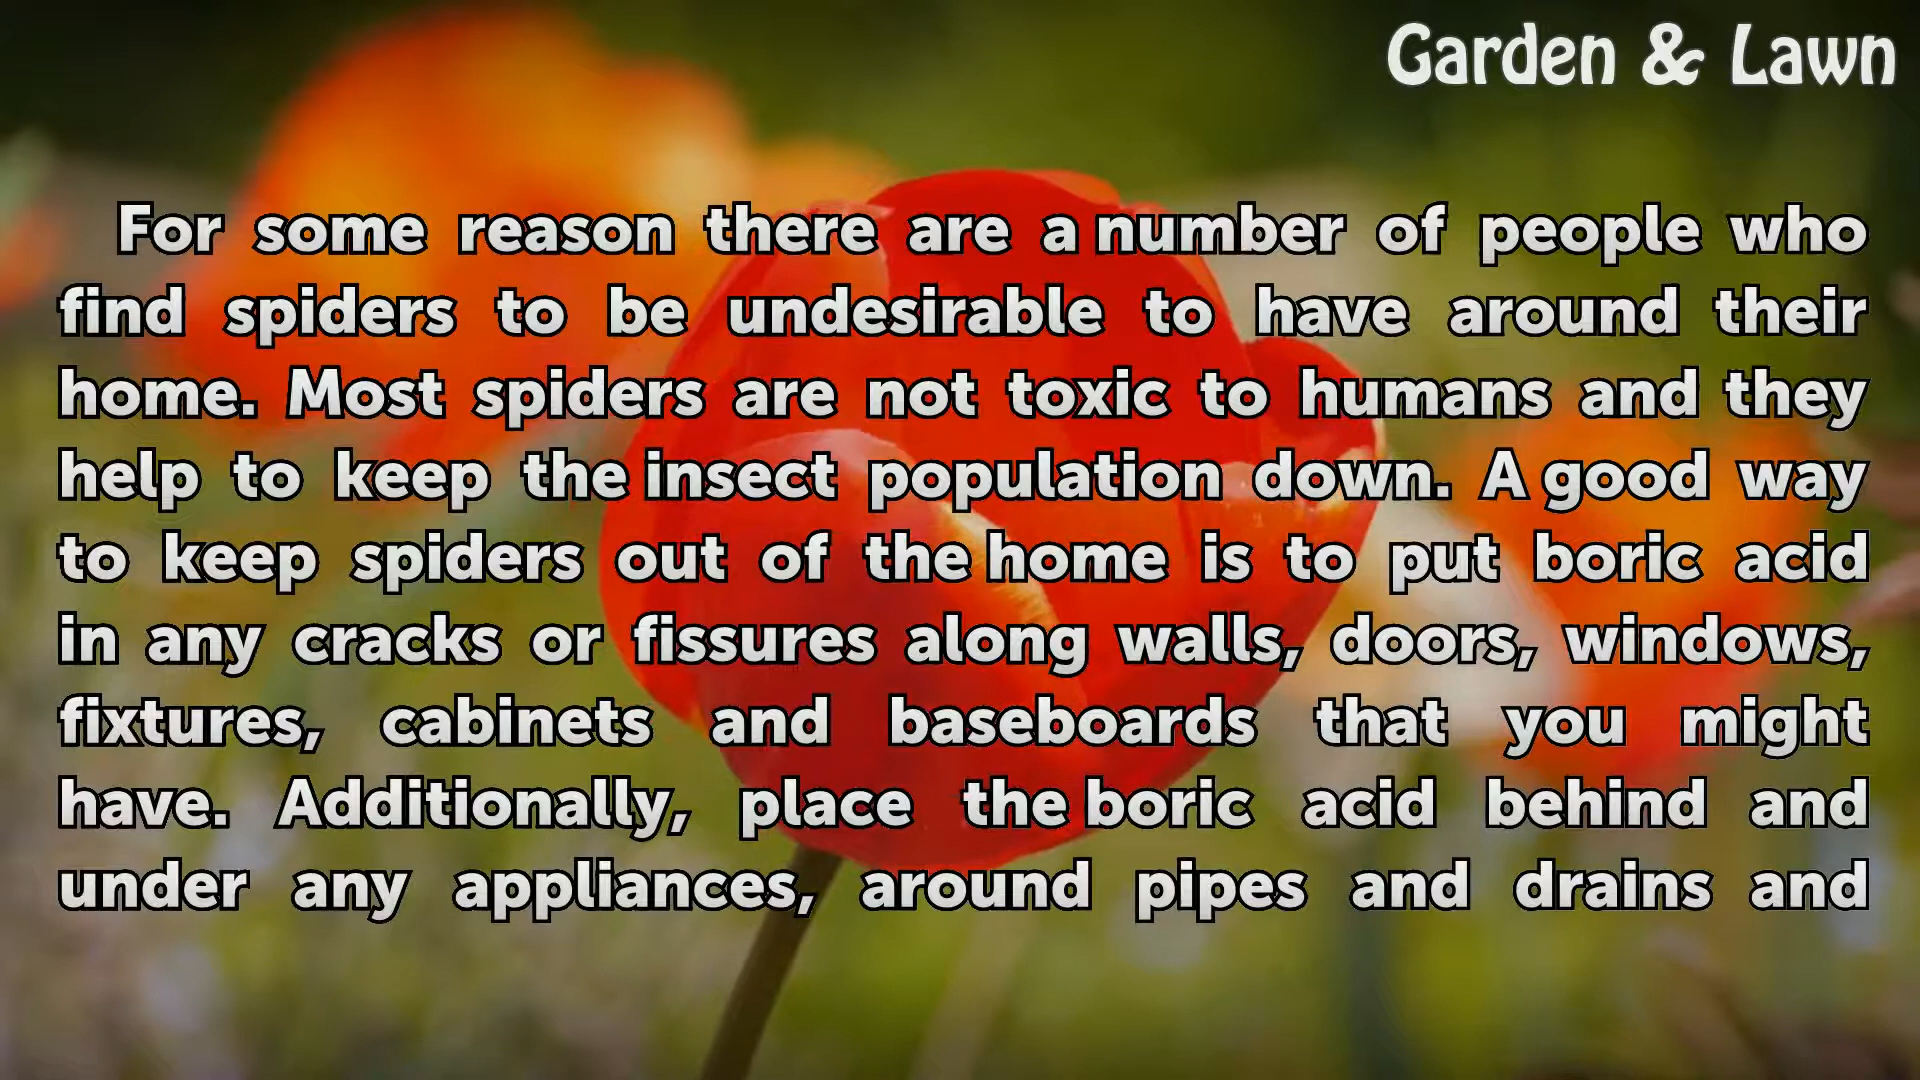 Garden & Lawn
For some reason there are a number of people who
find spiders to be undesirable to have around their
home. Most spiders are not toxic to humans and they
help to keep the insect population down. A good way
to keep spiders out of the home is to put boric acid
in any cracks or fissures along walls, doors, windows,
fixtures, cabinets and baseboards that you might
have. Additionally, place the boric acid behind and
under any appliances, around pipes and drains and